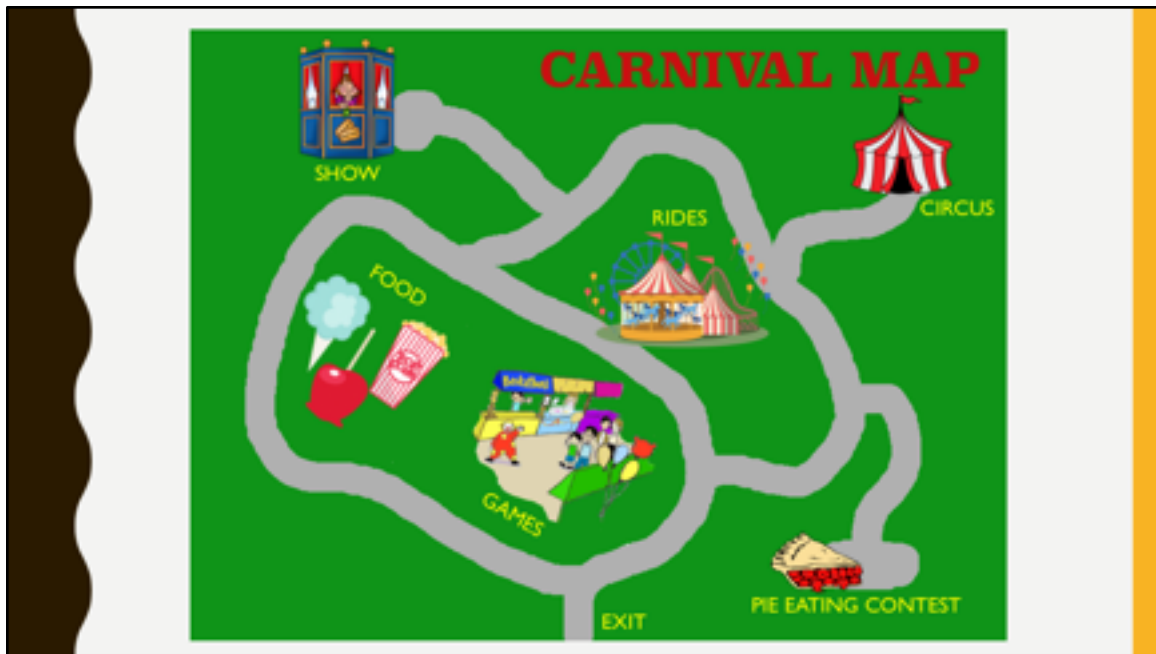 CARNIVAL MAP
SHOW
CIRCUS
RIDES
FOOD
GAMES
PIE EATING CONTEST
EXIT